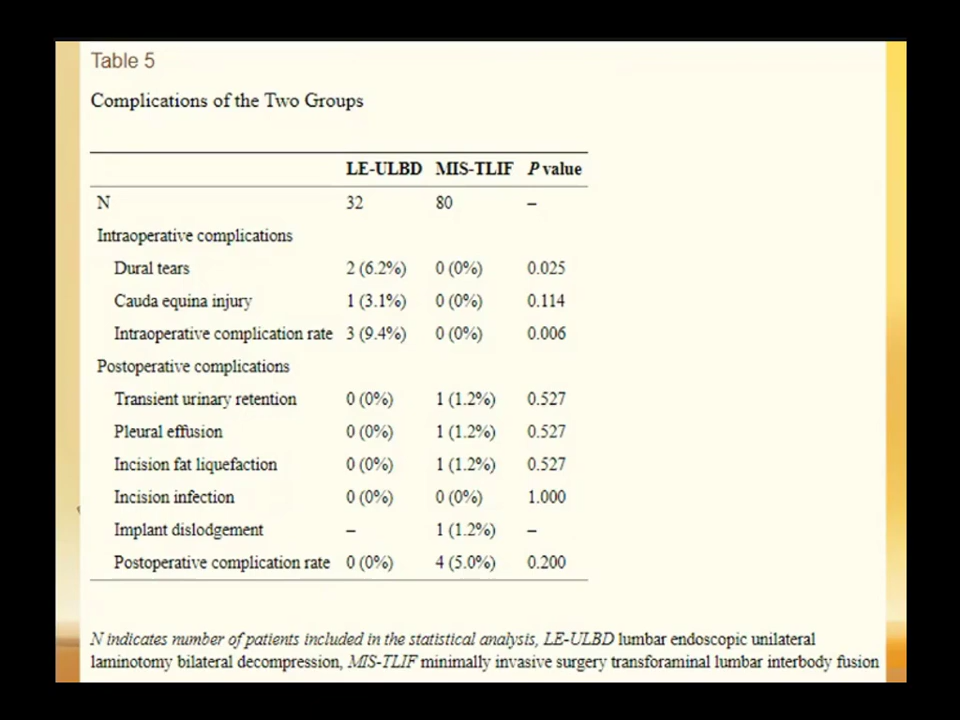 Table 5
Complications of the Two Groups
LE-ULBD MIS-TLIF P value
N 32 80 –
Intraoperative complications
Dural tears 2 (6.2%) 0 (0%) 0.025
Cauda equina injury 1 (3.1%) 0 (0%) 0.114
Intraoperative complication rate 3 (9.4%) 0 (0%) 0.006
Postoperative complications
Transient urinary retention 0 (0%) 1 (1.2%) 0.527
Pleural effusion 0 (0%) 1 (1.2%) 0.527
Incision fat liquefaction 0 (0%) 1 (1.2%) 0.527
Incision infection 0 (0%) 0 (0%) 1.000
Implant dislodgement – 1 (1.2%) –
Postoperative complication rate 0 (0%) 4 (5.0%) 0.200
N indicates number of patients included in the statistical analysis, LE-ULBD lumbar endoscopic unilateral
laminotomy bilateral decompression, MIS-TLIF minimally invasive surgery transforaminal lumbar interbody fusion